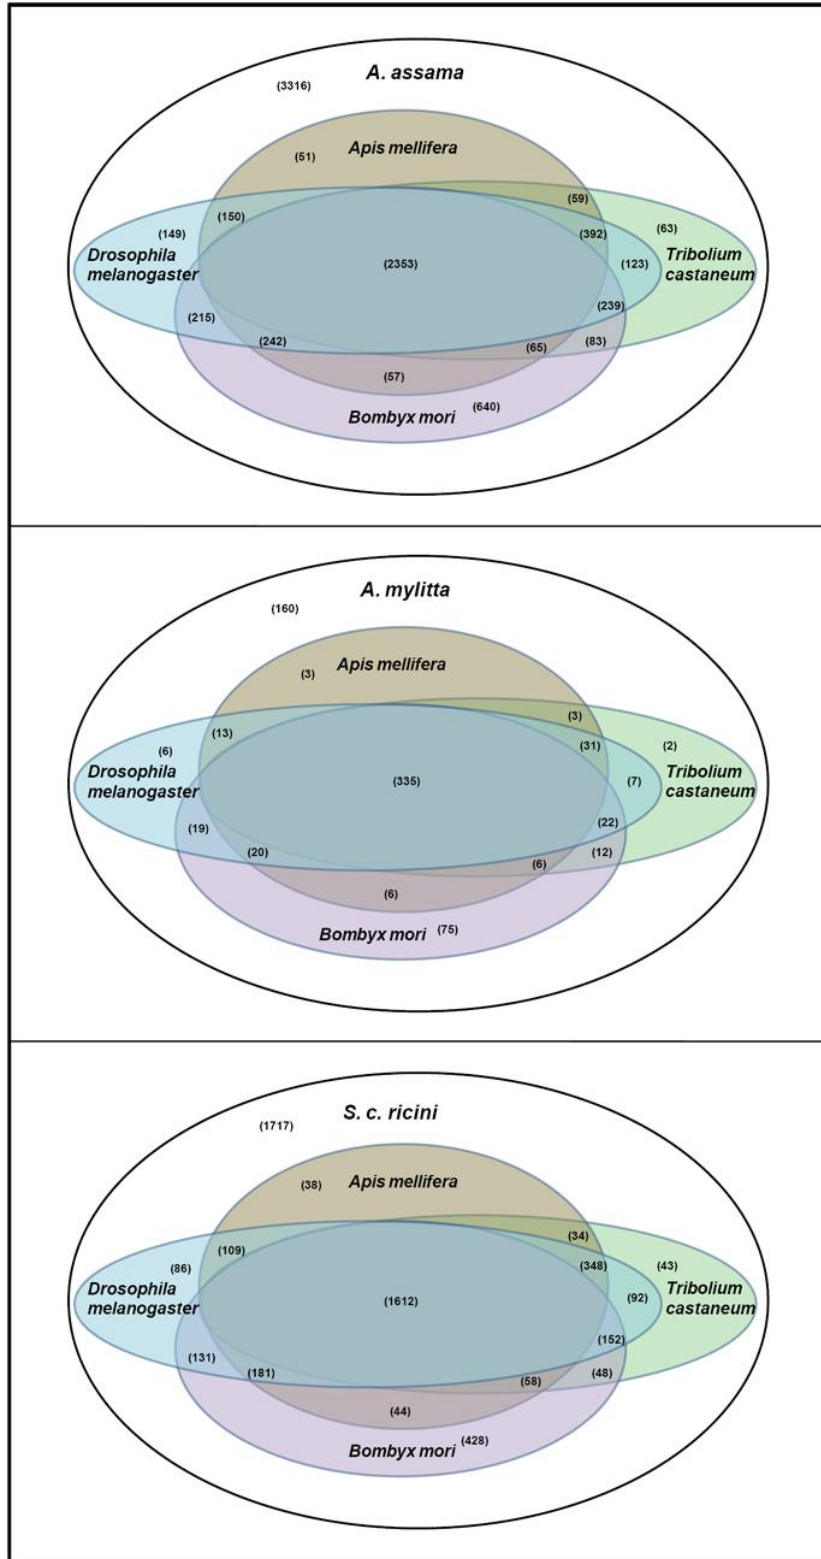 A. assama
(3316)
(51)
Apis mellifera
(59)
(150)
(149)
(392)
(63)
Drosophila
melanogaster
(2353)
(123)
Tribolium
castaneum
(239)
(215)
(242)
(65)
(83)
(57)
Bombyx mori
(640)
A. mylitta
(160)
Apis mellifera
(3)
(3)
(13)
(6)
(31)
(2)
Drosophila
melanogaster
(335)
(7)
Tribolium
castaneum
(22)
(19)
(20)
(6)
(12)
(6)
Bombyx mori
(75)
S. c. ricini
(1717)
(38)
Apis mellifera
(34)
(109)
(86)
(348)
(43)
Drosophila
melanogaster
(1612)
(92)
Tribolium
castaneum
(152)
(131)
(181)
(58)
(48)
(44)
Bombyx mori
(428)